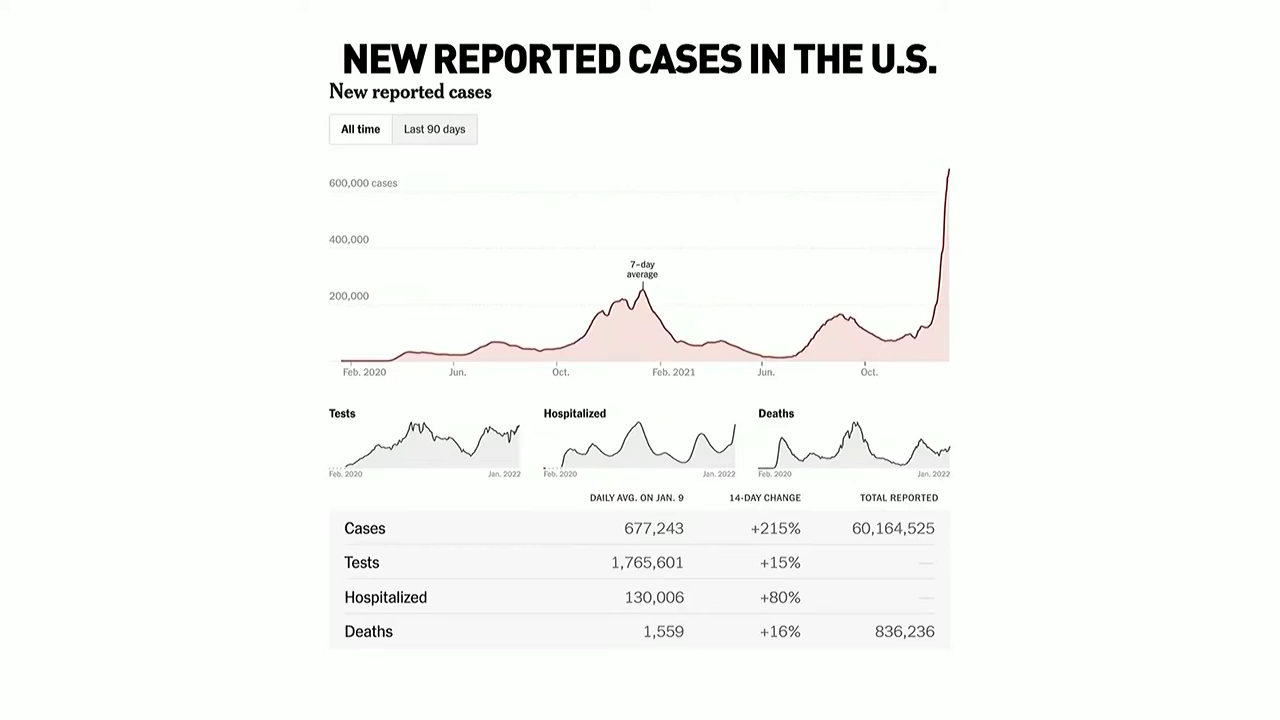 NEW REPORTED CASES IN THE U.S.
New reported cases
All time Last 90 days
600,000 cases
400,000
7-day
average
200,000
Feb. 2020 Jun. Oct. Feb. 2021 Jun. Oct.
Tests Hospitalized Deaths
Feb. 2020 Jan. 2022 Feb. 2020 Jan. 2022 Feb. 2020 Jan. 2022
DAILY AVG. ON JAN. 9 14-DAY CHANGE TOTAL REPORTED
Cases 677,243 +215% 60,164,525
Tests 1,765,601 +15% —
Hospitalized 130,006 +80% —
Deaths 1,559 +16% 836,236